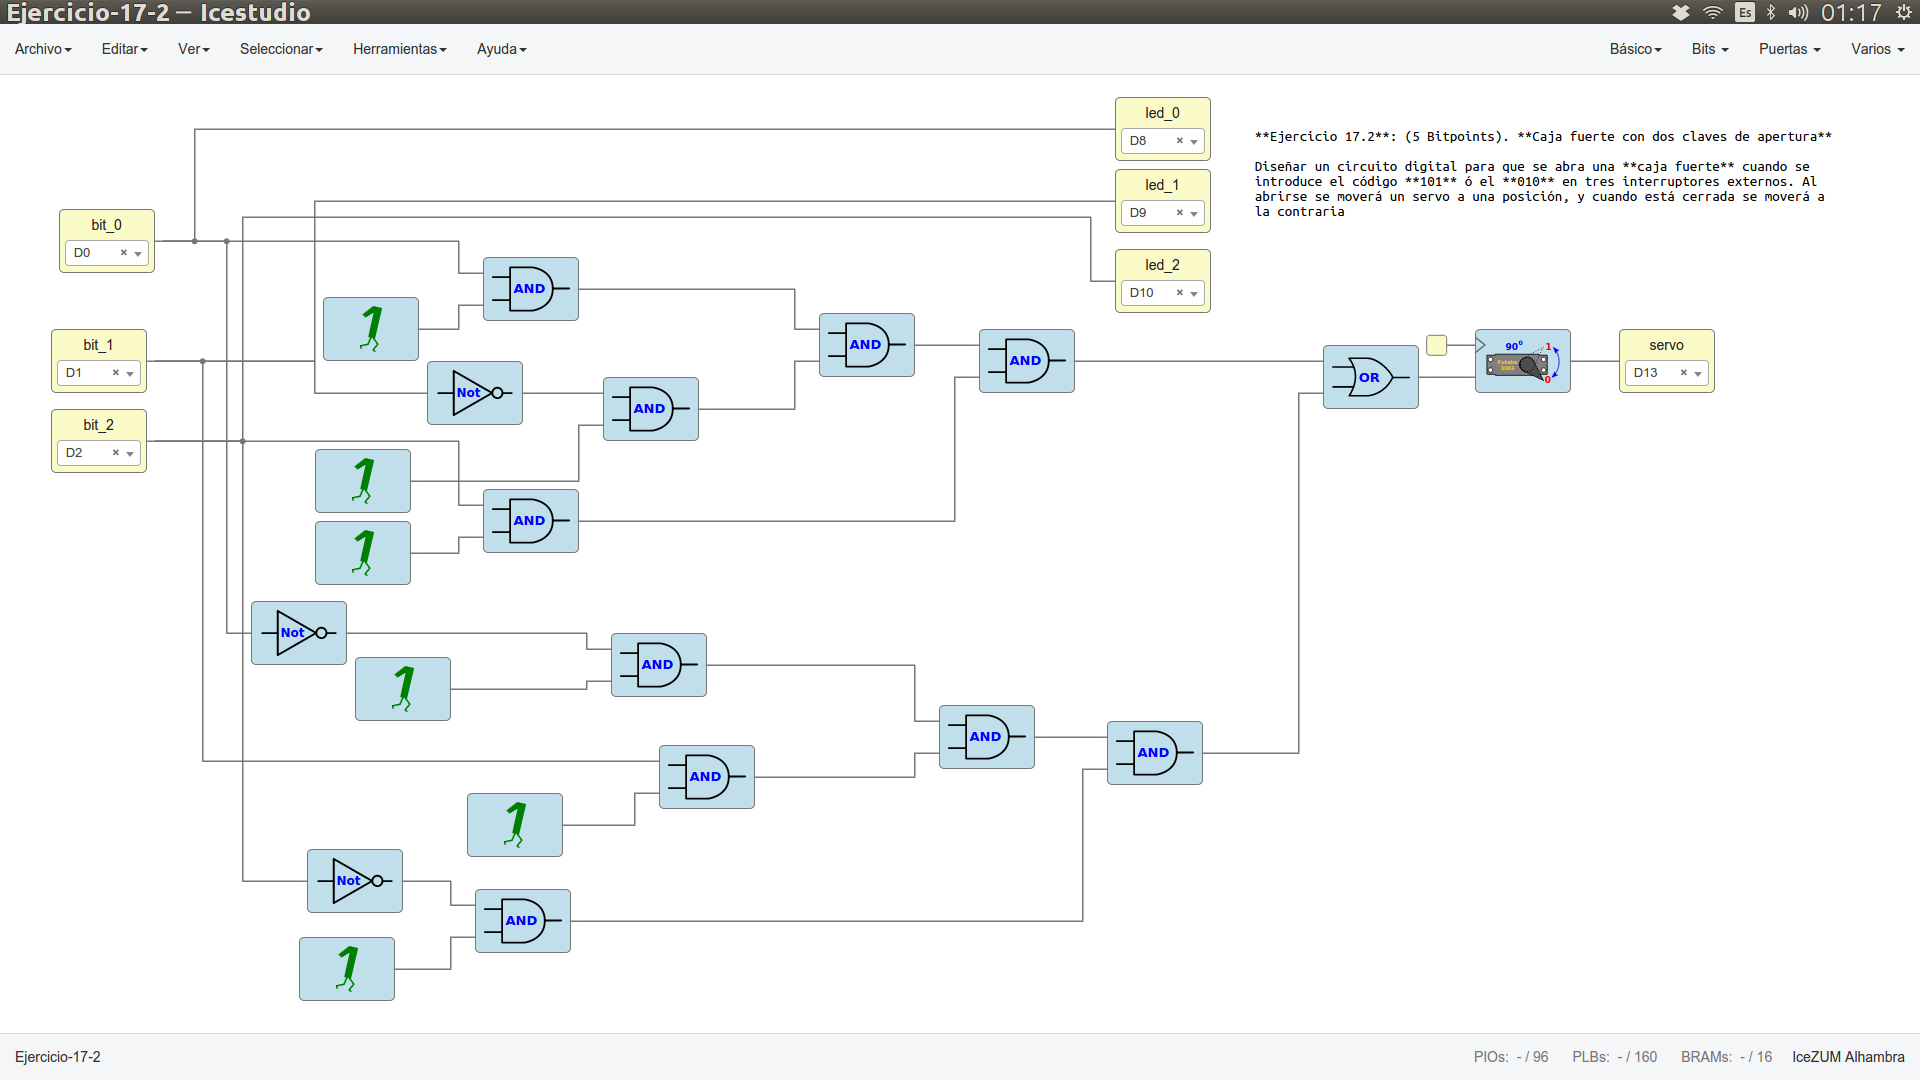 Ejercicio-17-2 — Icestudio
Es
01:17
Archivo
Editar
Ver
Seleccionar
Herramientas
Ayuda
Básico
Bits
Puertas
Varios
led_0
D8 ×
led_1
D9 ×
led_2
D10 ×
**Ejercicio 17.2**: (5 Bitpoints). **Caja fuerte con dos claves de apertura**
Diseñar un circuito digital para que se abra una **caja fuerte** cuando se
introduce el código **101** ó el **010** en tres interruptores externos. Al
abrirse se moverá un servo a una posición, y cuando está cerrada se moverá a
la contraria
bit_0
D0 ×
bit_1
D1 ×
bit_2
D2 ×
AND
1
Not
AND
1
1
AND
AND
AND
OR
90º
1
Futaba
3003
0
servo
D13 ×
Not
1
AND
AND
1
AND
AND
Not
AND
1
Ejercicio-17-2
PIOs: - / 96
PLBs: - / 160
BRAMs: - / 16
IceZUM Alhambra